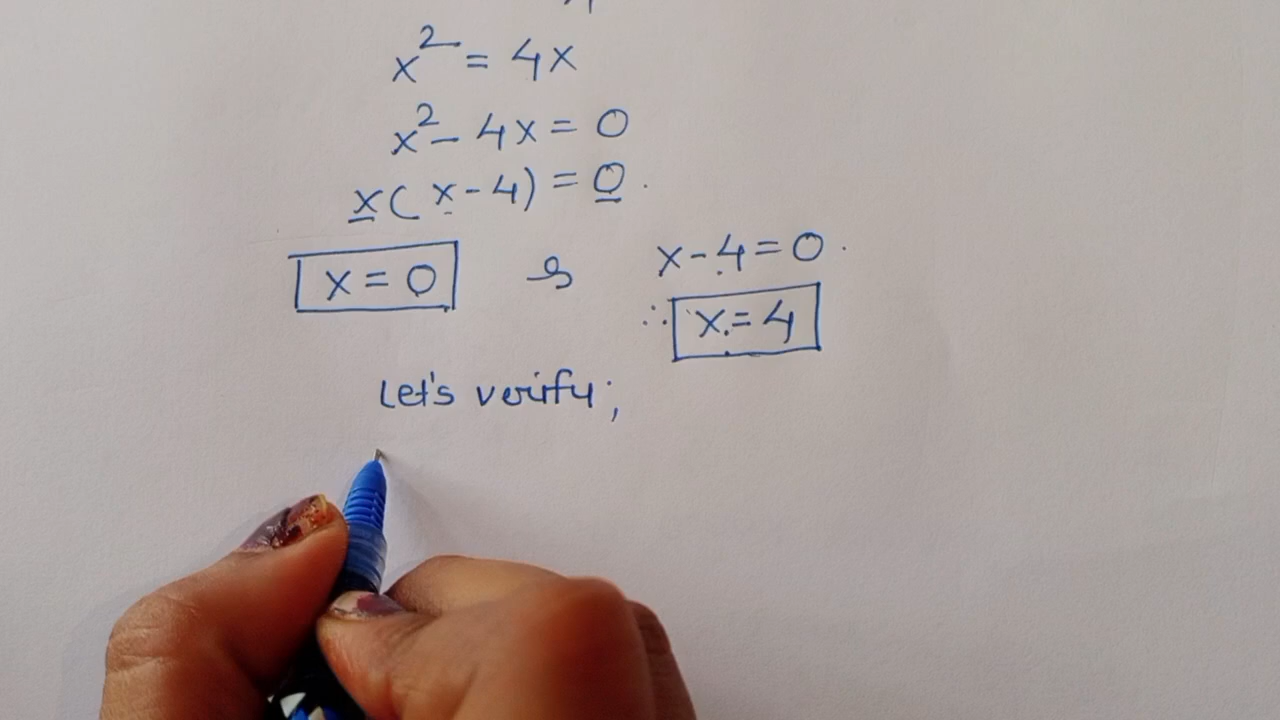 x² = 4x
x² - 4x = 0
x(x-4) = 0.
x = 0 & x-4=0.
∴ x = 4
Let's verify;